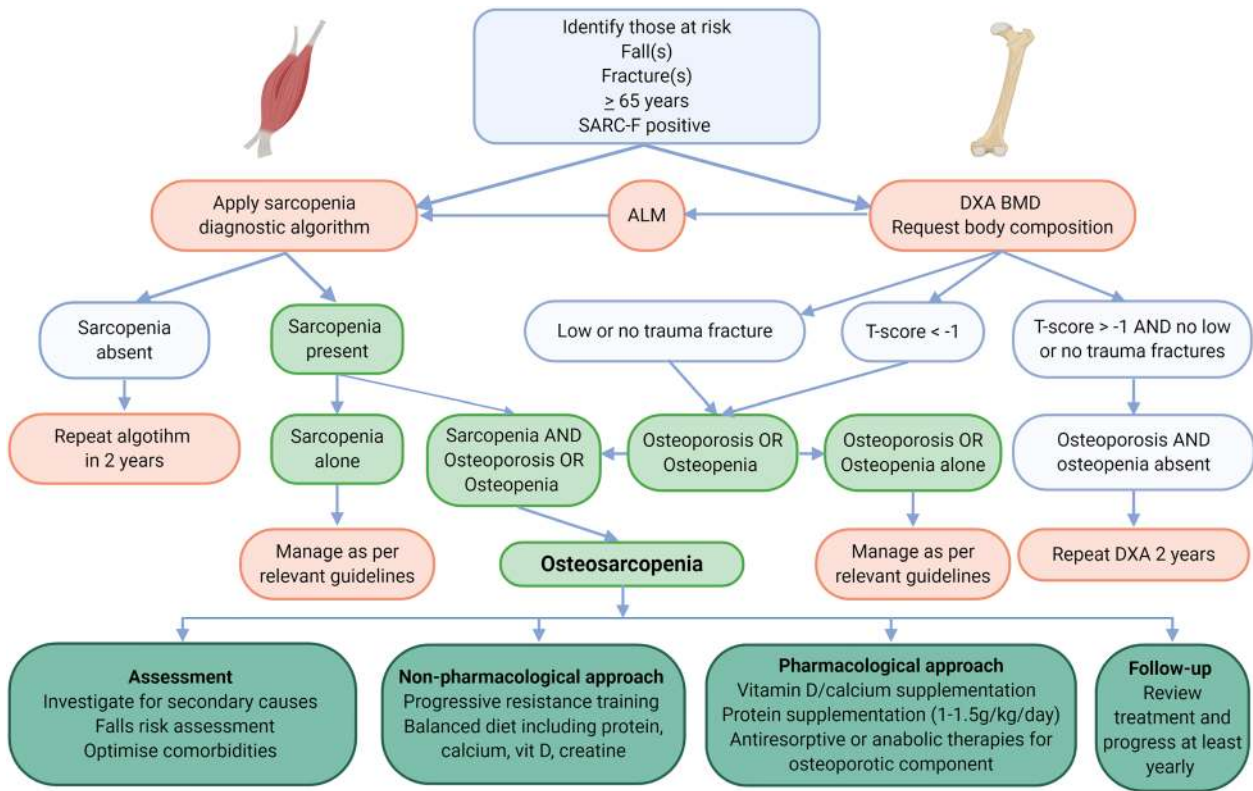 Identify those at risk
Fall(s)
Fracture(s)
≥ 65 years
SARC-F positive
Apply sarcopenia
diagnostic algorithm
ALM
DXA BMD
Request body composition
Sarcopenia
absent
Sarcopenia
present
Low or no trauma fracture
T-score < -1
T-score > -1 AND no low
or no trauma fractures
Repeat algotihm
in 2 years
Sarcopenia
alone
Sarcopenia AND
Osteoporosis OR
Osteopenia
Osteoporosis OR
Osteopenia
Osteoporosis OR
Osteopenia alone
Osteoporosis AND
osteopenia absent
Manage as per
relevant guidelines
Osteosarcopenia
Manage as per
relevant guidelines
Repeat DXA 2 years
Assessment
Investigate for secondary causes
Falls risk assessment
Optimise comorbidities
Non-pharmacological approach
Progressive resistance training
Balanced diet including protein,
calcium, vit D, creatine
Pharmacological approach
Vitamin D/calcium supplementation
Protein supplementation (1-1.5g/kg/day)
Antiresorptive or anabolic therapies for
osteoporotic component
Follow-up
Review
treatment and
progress at least
yearly